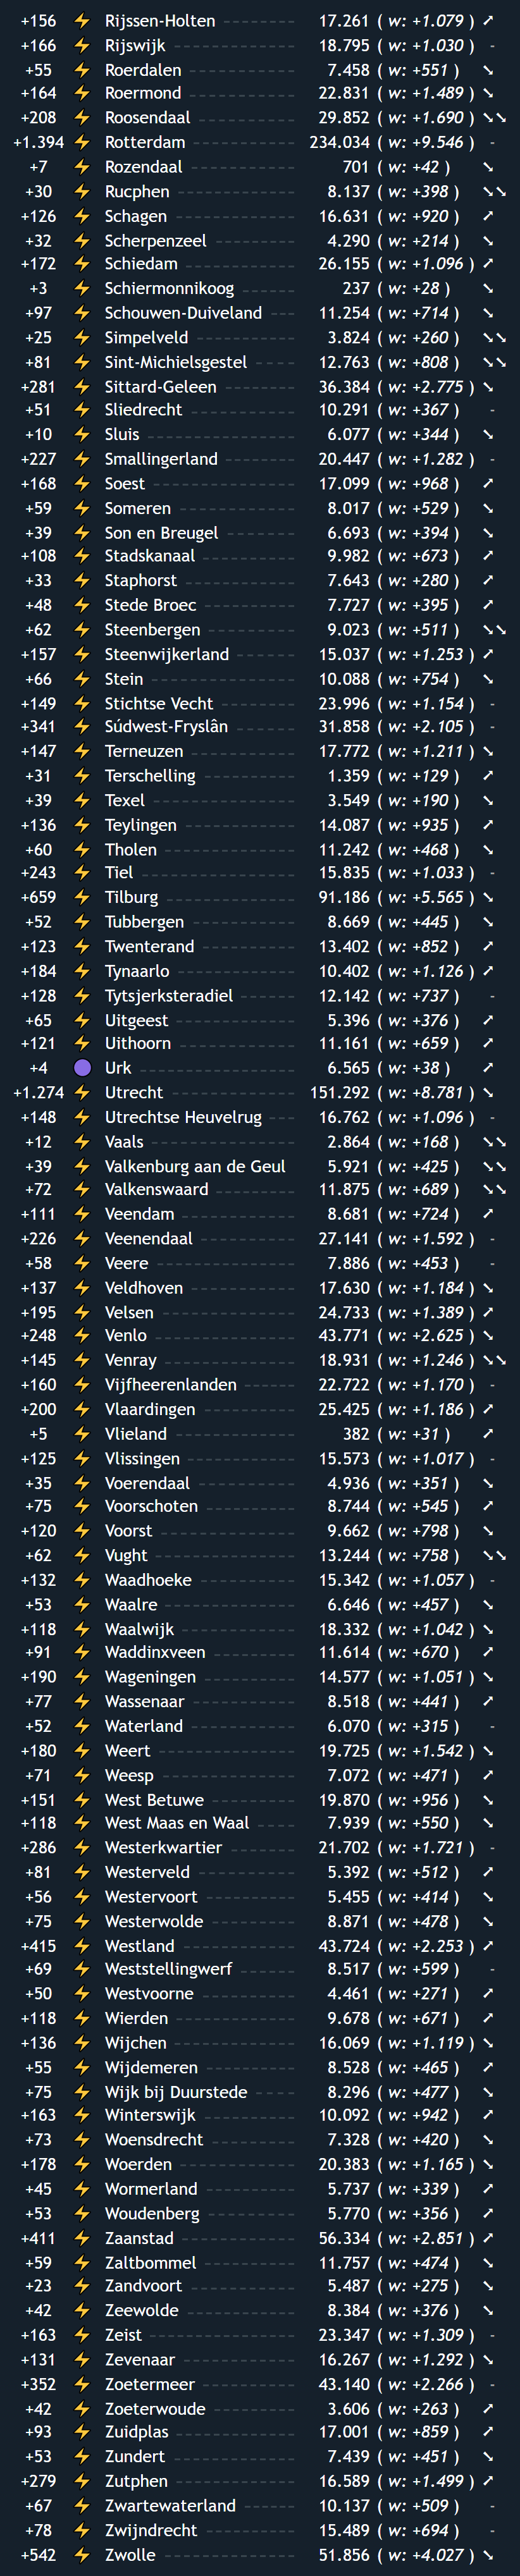 +156 ⚡ Rijssen-Holten 17.261 ( w: +1.079 ) ➚
+166 ⚡ Rijswijk 18.795 ( w: +1.030 ) -
+55 ⚡ Roerdalen 7.458 ( w: +551 ) ➘
+164 ⚡ Roermond 22.831 ( w: +1.489 ) ➘
+208 ⚡ Roosendaal 29.852 ( w: +1.690 ) ➘➘
+1.394 ⚡ Rotterdam 234.034 ( w: +9.546 ) -
+7 ⚡ Rozendaal 701 ( w: +42 ) ➘
+30 ⚡ Rucphen 8.137 ( w: +398 ) ➘➘
+126 ⚡ Schagen 16.631 ( w: +920 ) ➚
+32 ⚡ Scherpenzeel 4.290 ( w: +214 ) ➘
+172 ⚡ Schiedam 26.155 ( w: +1.096 ) ➚
+3 ⚡ Schiermonnikoog 237 ( w: +28 ) ➘
+97 ⚡ Schouwen-Duiveland 11.254 ( w: +714 ) ➘
+25 ⚡ Simpelveld 3.824 ( w: +260 ) ➘➘
+81 ⚡ Sint-Michielsgestel 12.763 ( w: +808 ) ➘➘
+281 ⚡ Sittard-Geleen 36.384 ( w: +2.775 ) ➘
+51 ⚡ Sliedrecht 10.291 ( w: +367 ) -
+10 ⚡ Sluis 6.077 ( w: +344 ) ➘
+227 ⚡ Smallingerland 20.447 ( w: +1.282 ) -
+168 ⚡ Soest 17.099 ( w: +968 ) ➚
+59 ⚡ Someren 8.017 ( w: +529 ) ➘
+39 ⚡ Son en Breugel 6.693 ( w: +394 ) ➘
+108 ⚡ Stadskanaal 9.982 ( w: +673 ) ➚
+33 ⚡ Staphorst 7.643 ( w: +280 ) ➚
+48 ⚡ Stede Broec 7.727 ( w: +395 ) ➚
+62 ⚡ Steenbergen 9.023 ( w: +511 ) ➘➘
+157 ⚡ Steenwijkerland 15.037 ( w: +1.253 ) ➚
+66 ⚡ Stein 10.088 ( w: +754 ) ➘
+149 ⚡ Stichtse Vecht 23.996 ( w: +1.154 ) -
+341 ⚡ Súdwest-Fryslân 31.858 ( w: +2.105 ) -
+147 ⚡ Terneuzen 17.772 ( w: +1.211 ) ➘
+31 ⚡ Terschelling 1.359 ( w: +129 ) ➚
+39 ⚡ Texel 3.549 ( w: +190 ) ➘
+136 ⚡ Teylingen 14.087 ( w: +935 ) ➚
+60 ⚡ Tholen 11.242 ( w: +468 ) ➘
+243 ⚡ Tiel 15.835 ( w: +1.033 ) -
+659 ⚡ Tilburg 91.186 ( w: +5.565 ) ➘
+52 ⚡ Tubbergen 8.669 ( w: +445 ) ➘
+123 ⚡ Twenterand 13.402 ( w: +852 ) ➚
+184 ⚡ Tynaarlo 10.402 ( w: +1.126 ) ➚
+128 ⚡ Tytsjerksteradiel 12.142 ( w: +737 ) -
+65 ⚡ Uitgeest 5.396 ( w: +376 ) ➚
+121 ⚡ Uithoorn 11.161 ( w: +659 ) ➚
+4 🟣 Urk 6.565 ( w: +38 ) ➚
+1.274 ⚡ Utrecht 151.292 ( w: +8.781 ) ➘
+148 ⚡ Utrechtse Heuvelrug 16.762 ( w: +1.096 ) -
+12 ⚡ Vaals 2.864 ( w: +168 ) ➘➘
+39 ⚡ Valkenburg aan de Geul 5.921 ( w: +425 ) ➘➘
+72 ⚡ Valkenswaard 11.875 ( w: +689 ) ➘➘
+111 ⚡ Veendam 8.681 ( w: +724 ) ➚
+226 ⚡ Veenendaal 27.141 ( w: +1.592 ) -
+58 ⚡ Veere 7.886 ( w: +453 ) -
+137 ⚡ Veldhoven 17.630 ( w: +1.184 ) ➘
+195 ⚡ Velsen 24.733 ( w: +1.389 ) ➚
+248 ⚡ Venlo 43.771 ( w: +2.625 ) ➘
+145 ⚡ Venray 18.931 ( w: +1.246 ) ➘➘
+160 ⚡ Vijfheerenlanden 22.722 ( w: +1.170 ) -
+200 ⚡ Vlaardingen 25.425 ( w: +1.186 ) ➚
+5 ⚡ Vlieland 382 ( w: +31 ) ➚
+125 ⚡ Vlissingen 15.573 ( w: +1.017 ) -
+35 ⚡ Voerendaal 4.936 ( w: +351 ) ➘
+75 ⚡ Voorschoten 8.744 ( w: +545 ) ➚
+120 ⚡ Voorst 9.662 ( w: +798 ) ➘
+62 ⚡ Vught 13.244 ( w: +758 ) ➘➘
+132 ⚡ Waadhoeke 15.342 ( w: +1.057 ) -
+53 ⚡ Waalre 6.646 ( w: +457 ) ➘
+118 ⚡ Waalwijk 18.332 ( w: +1.042 ) ➘
+91 ⚡ Waddinxveen 11.614 ( w: +670 ) ➚
+190 ⚡ Wageningen 14.577 ( w: +1.051 ) ➘
+77 ⚡ Wassenaar 8.518 ( w: +441 ) ➚
+52 ⚡ Waterland 6.070 ( w: +315 ) -
+180 ⚡ Weert 19.725 ( w: +1.542 ) ➘
+71 ⚡ Weesp 7.072 ( w: +471 ) ➚
+151 ⚡ West Betuwe 19.870 ( w: +956 ) ➘
+118 ⚡ West Maas en Waal 7.939 ( w: +550 ) ➘
+286 ⚡ Westerkwartier 21.702 ( w: +1.721 ) -
+81 ⚡ Westerveld 5.392 ( w: +512 ) ➚
+56 ⚡ Westervoort 5.455 ( w: +414 ) ➘
+75 ⚡ Westerwolde 8.871 ( w: +478 ) ➘
+415 ⚡ Westland 43.724 ( w: +2.253 ) ➚
+69 ⚡ Weststellingwerf 8.517 ( w: +599 ) -
+50 ⚡ Westvoorne 4.461 ( w: +271 ) ➚
+118 ⚡ Wierden 9.678 ( w: +671 ) ➚
+136 ⚡ Wijchen 16.069 ( w: +1.119 ) ➘
+55 ⚡ Wijdemeren 8.528 ( w: +465 ) ➚
+75 ⚡ Wijk bij Duurstede 8.296 ( w: +477 ) ➘
+163 ⚡ Winterswijk 10.092 ( w: +942 ) ➚
+73 ⚡ Woensdrecht 7.328 ( w: +420 ) ➘
+178 ⚡ Woerden 20.383 ( w: +1.165 ) ➘
+45 ⚡ Wormerland 5.737 ( w: +339 ) ➚
+53 ⚡ Woudenberg 5.770 ( w: +356 ) ➚
+411 ⚡ Zaanstad 56.334 ( w: +2.851 ) ➚
+59 ⚡ Zaltbommel 11.757 ( w: +474 ) ➘
+23 ⚡ Zandvoort 5.487 ( w: +275 ) ➘
+42 ⚡ Zeewolde 8.384 ( w: +376 ) ➘
+163 ⚡ Zeist 23.347 ( w: +1.309 ) -
+131 ⚡ Zevenaar 16.267 ( w: +1.292 ) ➘
+352 ⚡ Zoetermeer 43.140 ( w: +2.266 ) -
+42 ⚡ Zoeterwoude 3.606 ( w: +263 ) ➚
+93 ⚡ Zuidplas 17.001 ( w: +859 ) ➚
+53 ⚡ Zundert 7.439 ( w: +451 ) ➘
+279 ⚡ Zutphen 16.589 ( w: +1.499 ) ➚
+67 ⚡ Zwartewaterland 10.137 ( w: +509 ) -
+78 ⚡ Zwijndrecht 15.489 ( w: +694 ) -
+542 ⚡ Zwolle 51.856 ( w: +4.027 ) ➘